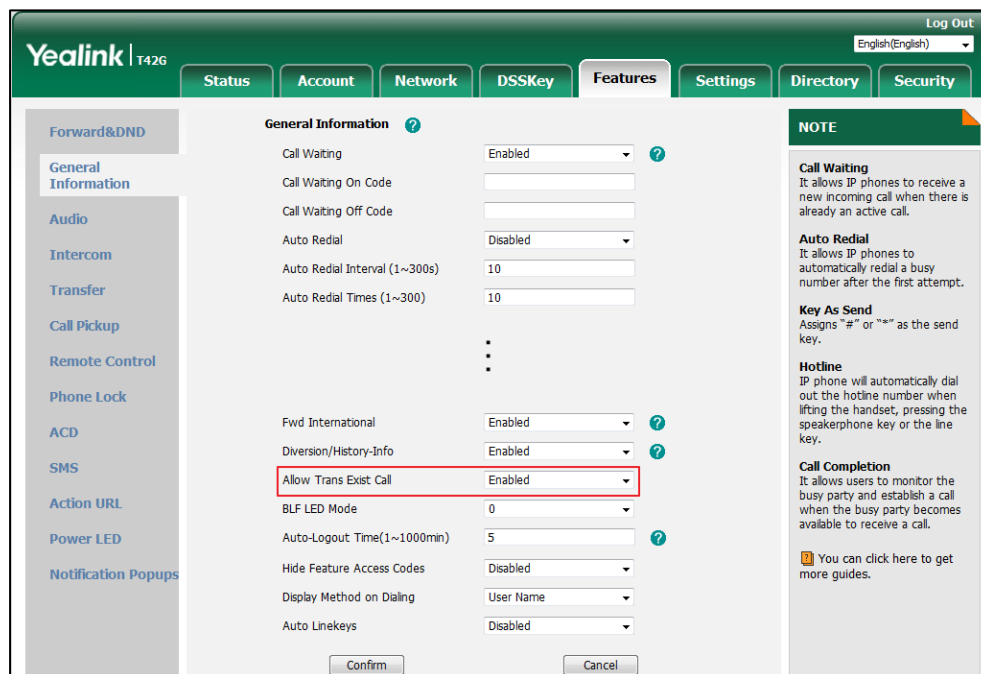 Log Out
English(English)
Yealink T42G
Status
Account
Network
DSSKey
Features
Settings
Directory
Security
Forward&DND
General
Information
Audio
Intercom
Transfer
Call Pickup
Remote Control
Phone Lock
ACD
SMS
Action URL
Power LED
Notification Popups
General Information ?
Call Waiting Enabled ?
Call Waiting On Code
Call Waiting Off Code
Auto Redial Disabled
Auto Redial Interval (1~300s) 10
Auto Redial Times (1~300) 10
Fwd International Enabled ?
Diversion/History-Info Enabled ?
Allow Trans Exist Call Enabled
BLF LED Mode 0
Auto-Logout Time(1~1000min) 5 ?
Hide Feature Access Codes Disabled
Display Method on Dialing User Name
Auto Linekeys Disabled
Confirm
Cancel
NOTE
Call Waiting
It allows IP phones to receive a
new incoming call when there is
already an active call.
Auto Redial
It allows IP phones to
automatically redial a busy
number after the first attempt.
Key As Send
Assigns "#" or "*" as the send
key.
Hotline
IP phone will automatically dial
out the hotline number when
lifting the handset, pressing the
speakerphone key or the line
key.
Call Completion
It allows users to monitor the
busy party and establish a call
when the busy party becomes
available to receive a call.
? You can click here to get
more guides.